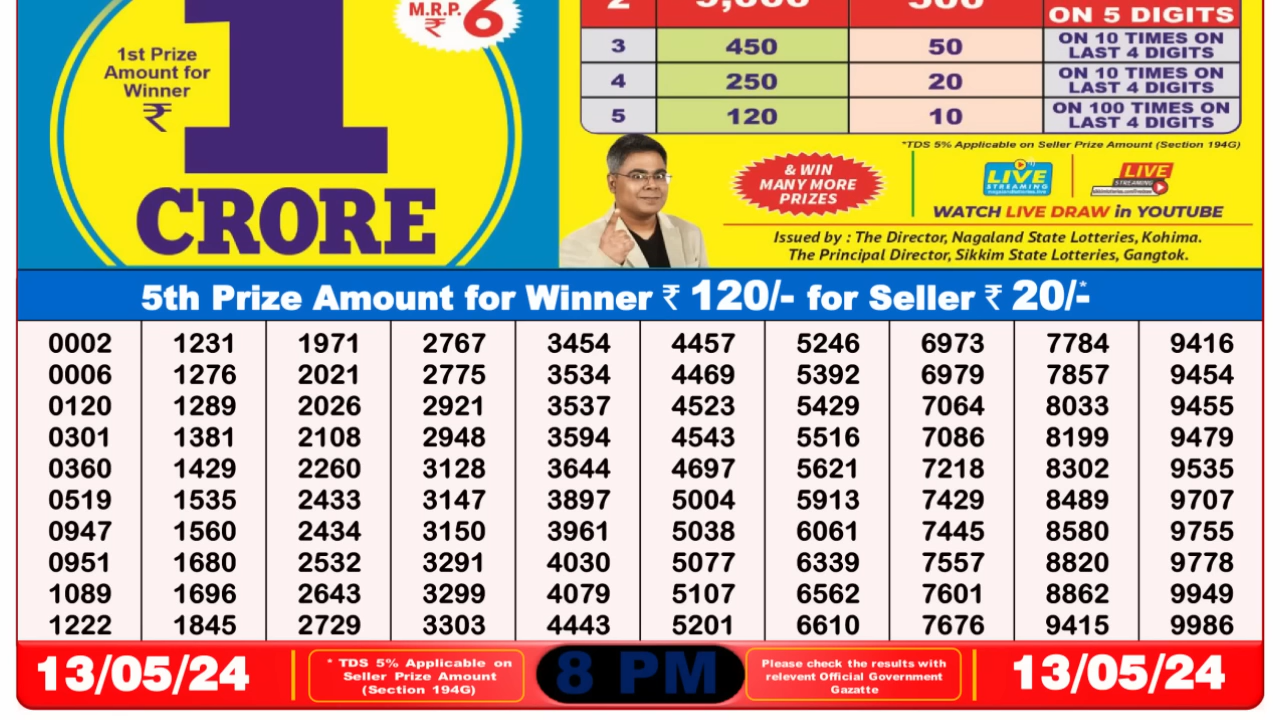 1st Prize
Amount for
Winner
₹
1
CRORE
M.R.P.
₹ 6
ON 5 DIGITS
3 450 50 ON 10 TIMES ON LAST 4 DIGITS
4 250 20 ON 10 TIMES ON LAST 4 DIGITS
5 120 10 ON 100 TIMES ON LAST 4 DIGITS
*TDS 5% Applicable on Seller Prize Amount (Section 194G)
& WIN
MANY MORE
PRIZES
LIVE
STREAMING
LIVE
STREAMING
WATCH LIVE DRAW in YOUTUBE
Issued by : The Director, Nagaland State Lotteries, Kohima.
The Principal Director, Sikkim State Lotteries, Gangtok.
5th Prize Amount for Winner ₹ 120/- for Seller ₹ 20/-*
0002 1231 1971 2767 3454 4457 5246 6973 7784 9416
0006 1276 2021 2775 3534 4469 5392 6979 7857 9454
0120 1289 2026 2921 3537 4523 5429 7064 8033 9455
0301 1381 2108 2948 3594 4543 5516 7086 8199 9479
0360 1429 2260 3128 3644 4697 5621 7218 8302 9535
0519 1535 2433 3147 3897 5004 5913 7429 8489 9707
0947 1560 2434 3150 3961 5038 6061 7445 8580 9755
0951 1680 2532 3291 4030 5077 6339 7557 8820 9778
1089 1696 2643 3299 4079 5107 6562 7601 8862 9949
1222 1845 2729 3303 4443 5201 6610 7676 9415 9986
13/05/24
* TDS 5% Applicable on
Seller Prize Amount
(Section 194G)
8 PM
Please check the results with
relevent Official Government
Gazatte
13/05/24